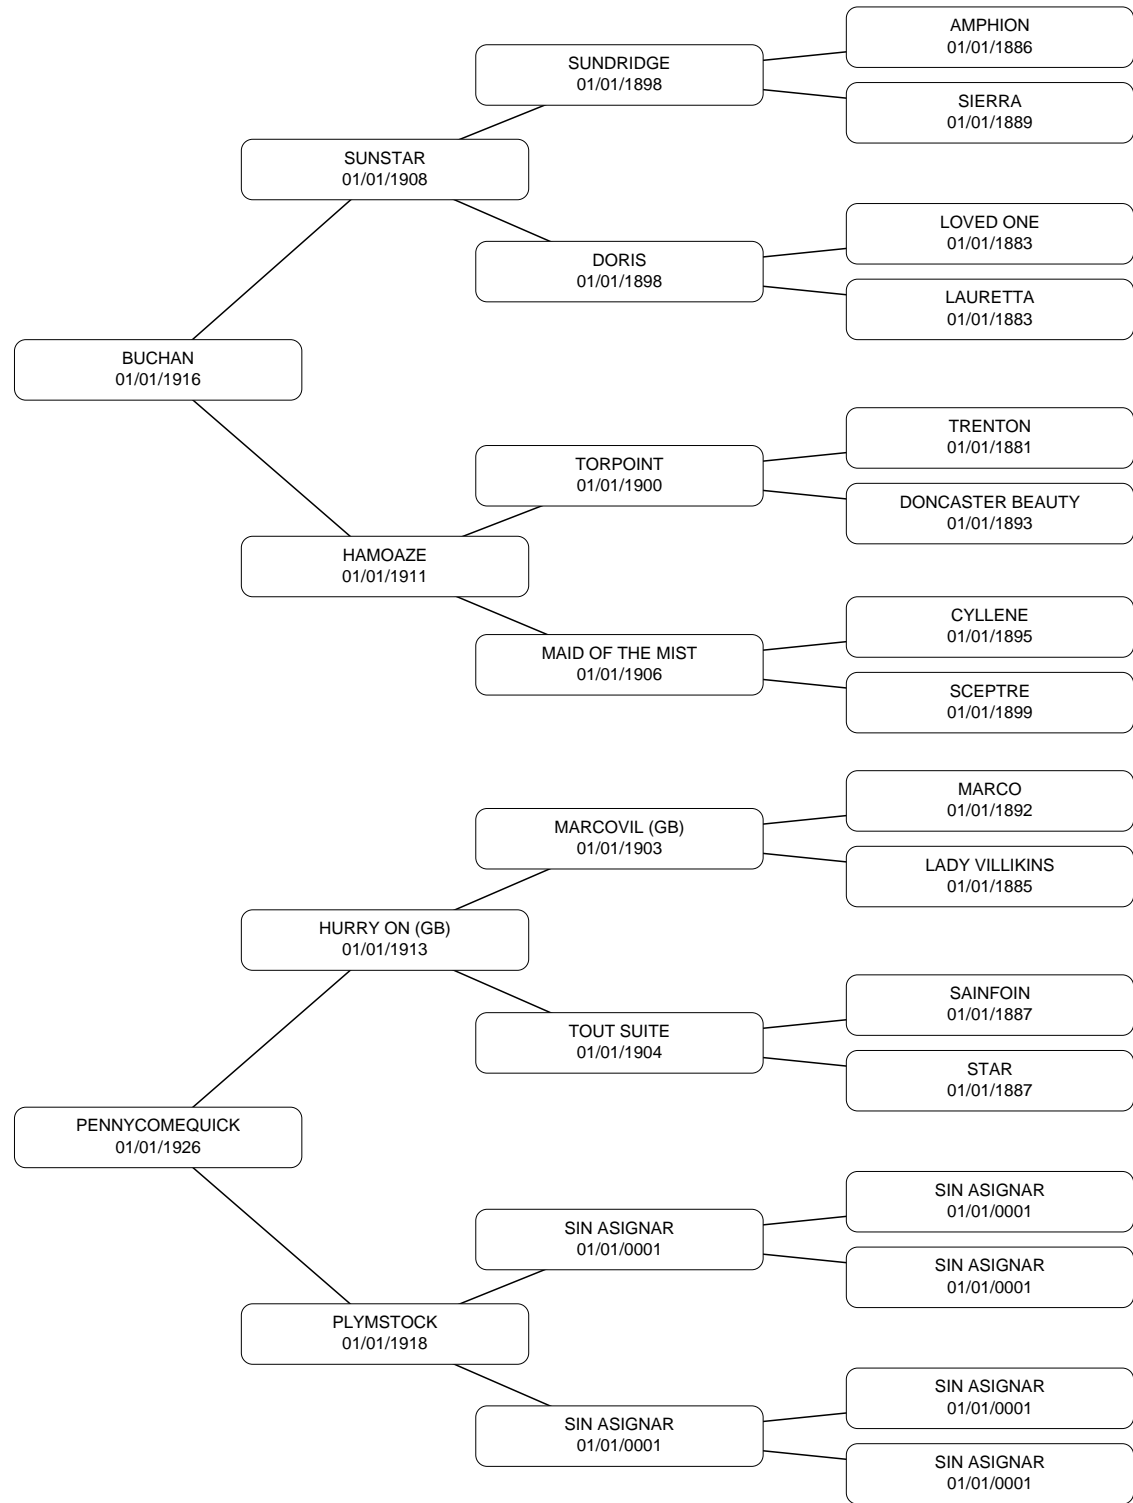 AMPHION
01/01/1886
SUNDRIDGE
01/01/1898
SIERRA
01/01/1889
SUNSTAR
01/01/1908
LOVED ONE
01/01/1883
DORIS
01/01/1898
LAURETTA
01/01/1883
BUCHAN
01/01/1916
TRENTON
01/01/1881
TORPOINT
01/01/1900
DONCASTER BEAUTY
01/01/1893
HAMOAZE
01/01/1911
CYLLENE
01/01/1895
MAID OF THE MIST
01/01/1906
SCEPTRE
01/01/1899
MARCO
01/01/1892
MARCOVIL (GB)
01/01/1903
LADY VILLIKINS
01/01/1885
HURRY ON (GB)
01/01/1913
SAINFOIN
01/01/1887
TOUT SUITE
01/01/1904
STAR
01/01/1887
PENNYCOMEQUICK
01/01/1926
SIN ASIGNAR
01/01/0001
SIN ASIGNAR
01/01/0001
SIN ASIGNAR
01/01/0001
PLYMSTOCK
01/01/1918
SIN ASIGNAR
01/01/0001
SIN ASIGNAR
01/01/0001
SIN ASIGNAR
01/01/0001